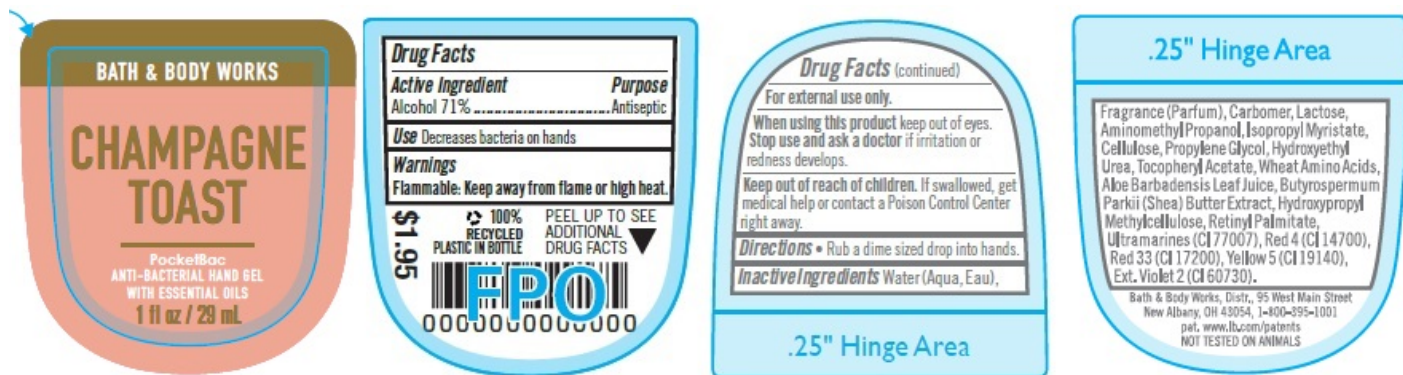 BATH & BODY WORKS
CHAMPAGNE
TOAST
PocketBac
ANTI-BACTERIAL HAND GEL
WITH ESSENTIAL OILS
1 fl oz / 29 mL
Drug Facts
Active Ingredient Purpose
Alcohol 71%............................Antiseptic
Use Decreases bacteria on hands
Warnings
Flammable: Keep away from flame or high heat.
$1.95
100%
RECYCLED
PLASTIC IN BOTTLE
PEEL UP TO SEE
ADDITIONAL
DRUG FACTS
FPO
0000000000000
Drug Facts (continued)
For external use only.
When using this product keep out of eyes.
Stop use and ask a doctor if irritation or
redness develops.
Keep out of reach of children. If swallowed, get
medical help or contact a Poison Control Center
right away.
Directions • Rub a dime sized drop into hands.
Inactive Ingredients Water (Aqua, Eau),
.25" Hinge Area
.25" Hinge Area
Fragrance (Parfum), Carbomer, Lactose,
Aminomethyl Propanol, Isopropyl Myristate,
Cellulose, Propylene Glycol, Hydroxyethyl
Urea, Tocopheryl Acetate, Wheat Amino Acids,
Aloe Barbadensis Leaf Juice, Butyrospermum
Parkii (Shea) Butter Extract, Hydroxypropyl
Methylcellulose, Retinyl Palmitate,
Ultramarines (CI 77007), Red 4 (CI 14700),
Red 33 (CI 17200), Yellow 5 (CI 19140),
Ext. Violet 2 (CI 60730).
Bath & Body Works, Distr., 95 West Main Street
New Albany, OH 43054, 1-800-395-1001
pat. www.lb.com/patents
NOT TESTED ON ANIMALS